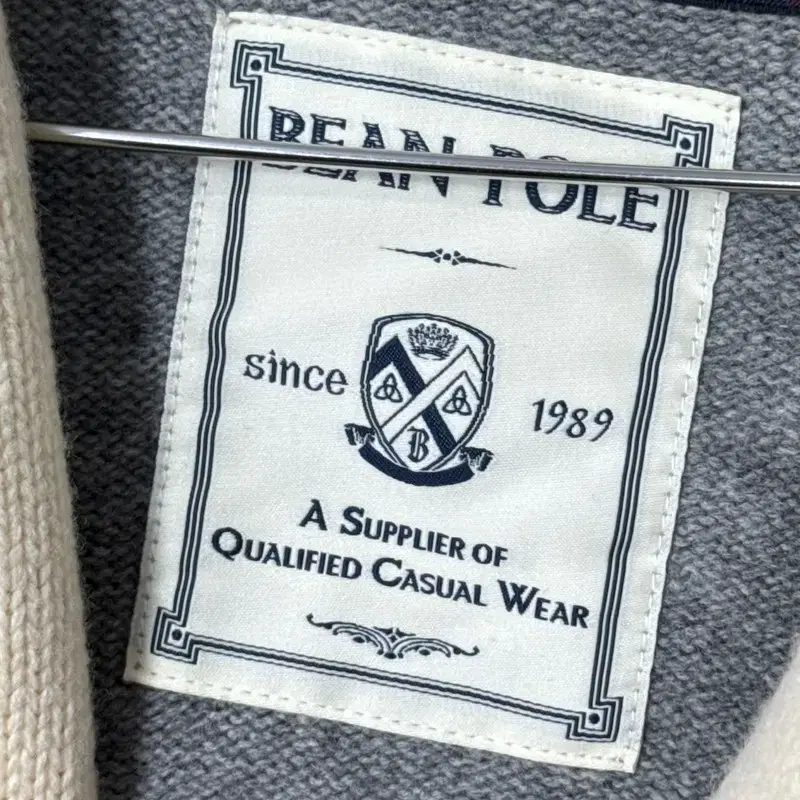 BEAN POLE
since 1989
B
A SUPPLIER OF
QUALIFIED CASUAL WEAR